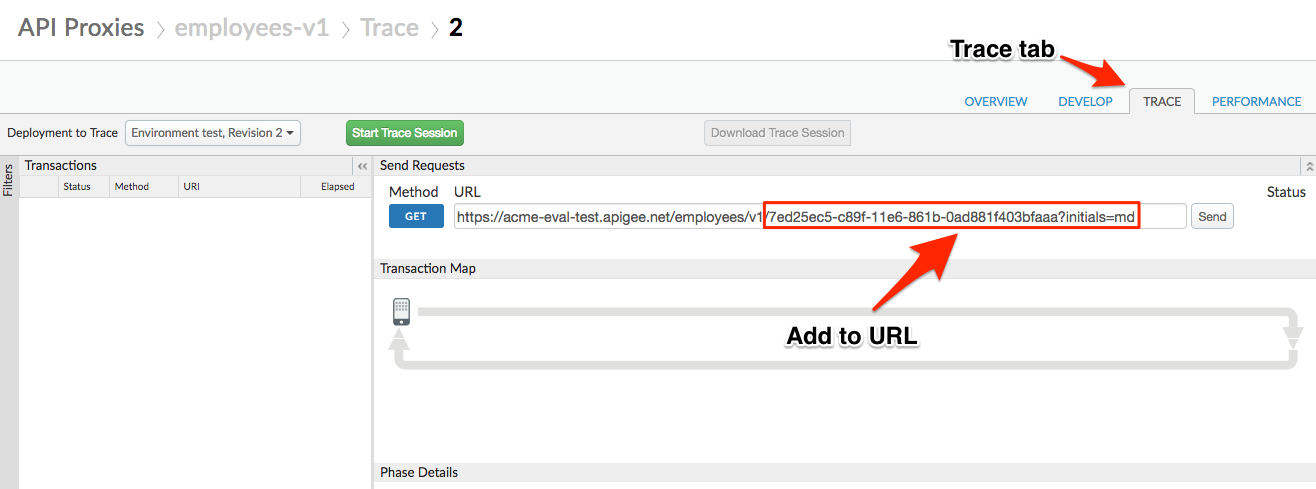 API Proxies > employees-v1 > Trace > 2
Trace tab
OVERVIEW DEVELOP TRACE PERFORMANCE
Deployment to Trace Environment test, Revision 2 Start Trace Session Download Trace Session
Filters
Transactions << Send Requests
Status Method URI Elapsed
Method URL Status
GET https://acme-eval-test.apigee.net/employees/v1/7ed25ec5-c89f-11e6-861b-0ad881f403bfaaa?initials=md Send
Transaction Map
Add to URL
Phase Details